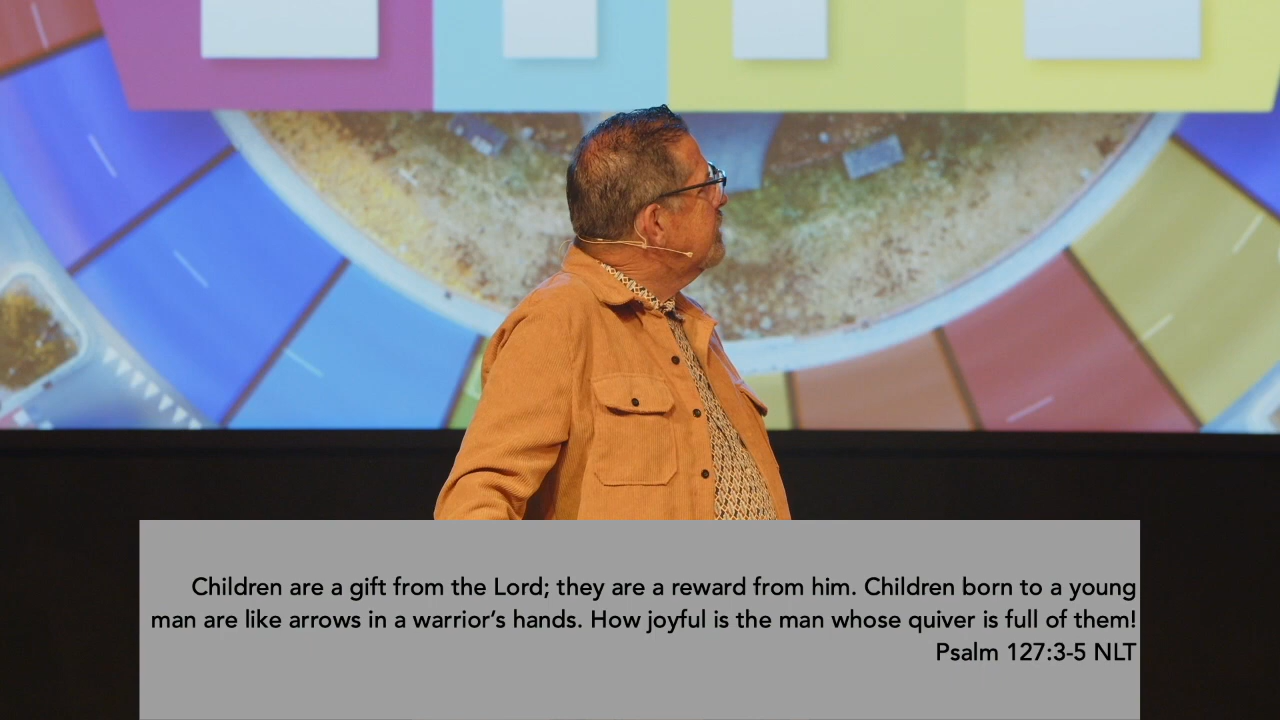 Children are a gift from the Lord; they are a reward from him. Children born to a young
man are like arrows in a warrior’s hands. How joyful is the man whose quiver is full of them!
Psalm 127:3-5 NLT